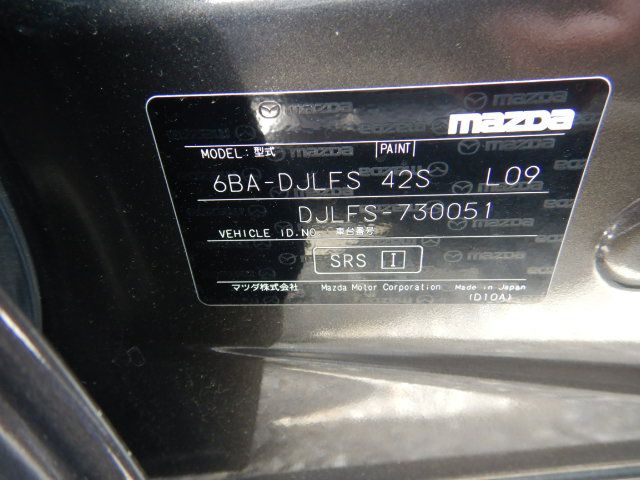 mazda
MODEL: 型式 PAINT
6BA-DJLFS 42S L09
DJLFS-730051
VEHICLE ID.NO 車台番号
SRS I
マツダ株式会社 Mazda Motor Corporation Made in Japan
(D10A)